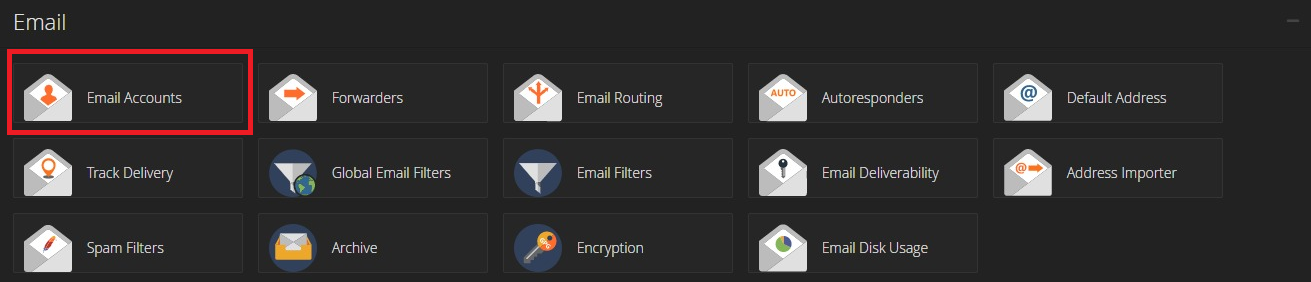 Email
Email Accounts
Forwarders
Email Routing
AUTO
Autoresponders
@
Default Address
Track Delivery
Global Email Filters
Email Filters
Email Deliverability
@
Address Importer
Spam Filters
Archive
Encryption
Email Disk Usage